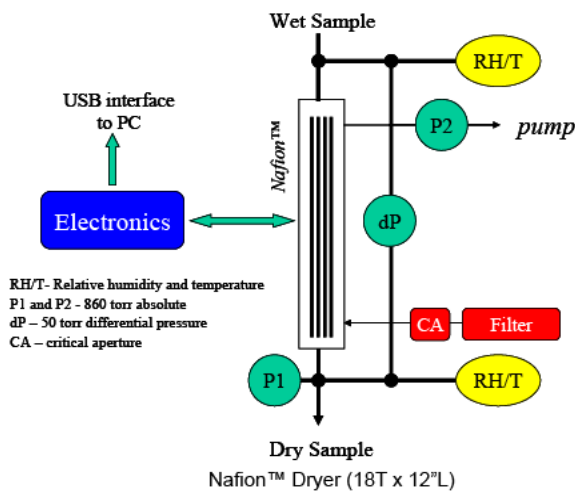 Wet Sample
RH/T
USB interface
to PC
P2
pump
Nafion™
Electronics
dP
RH/T- Relative humidity and temperature
P1 and P2 - 860 torr absolute
dP – 50 torr differential pressure
CA – critical aperture
CA
Filter
P1
RH/T
Dry Sample
Nafion™ Dryer (18T x 12”L)